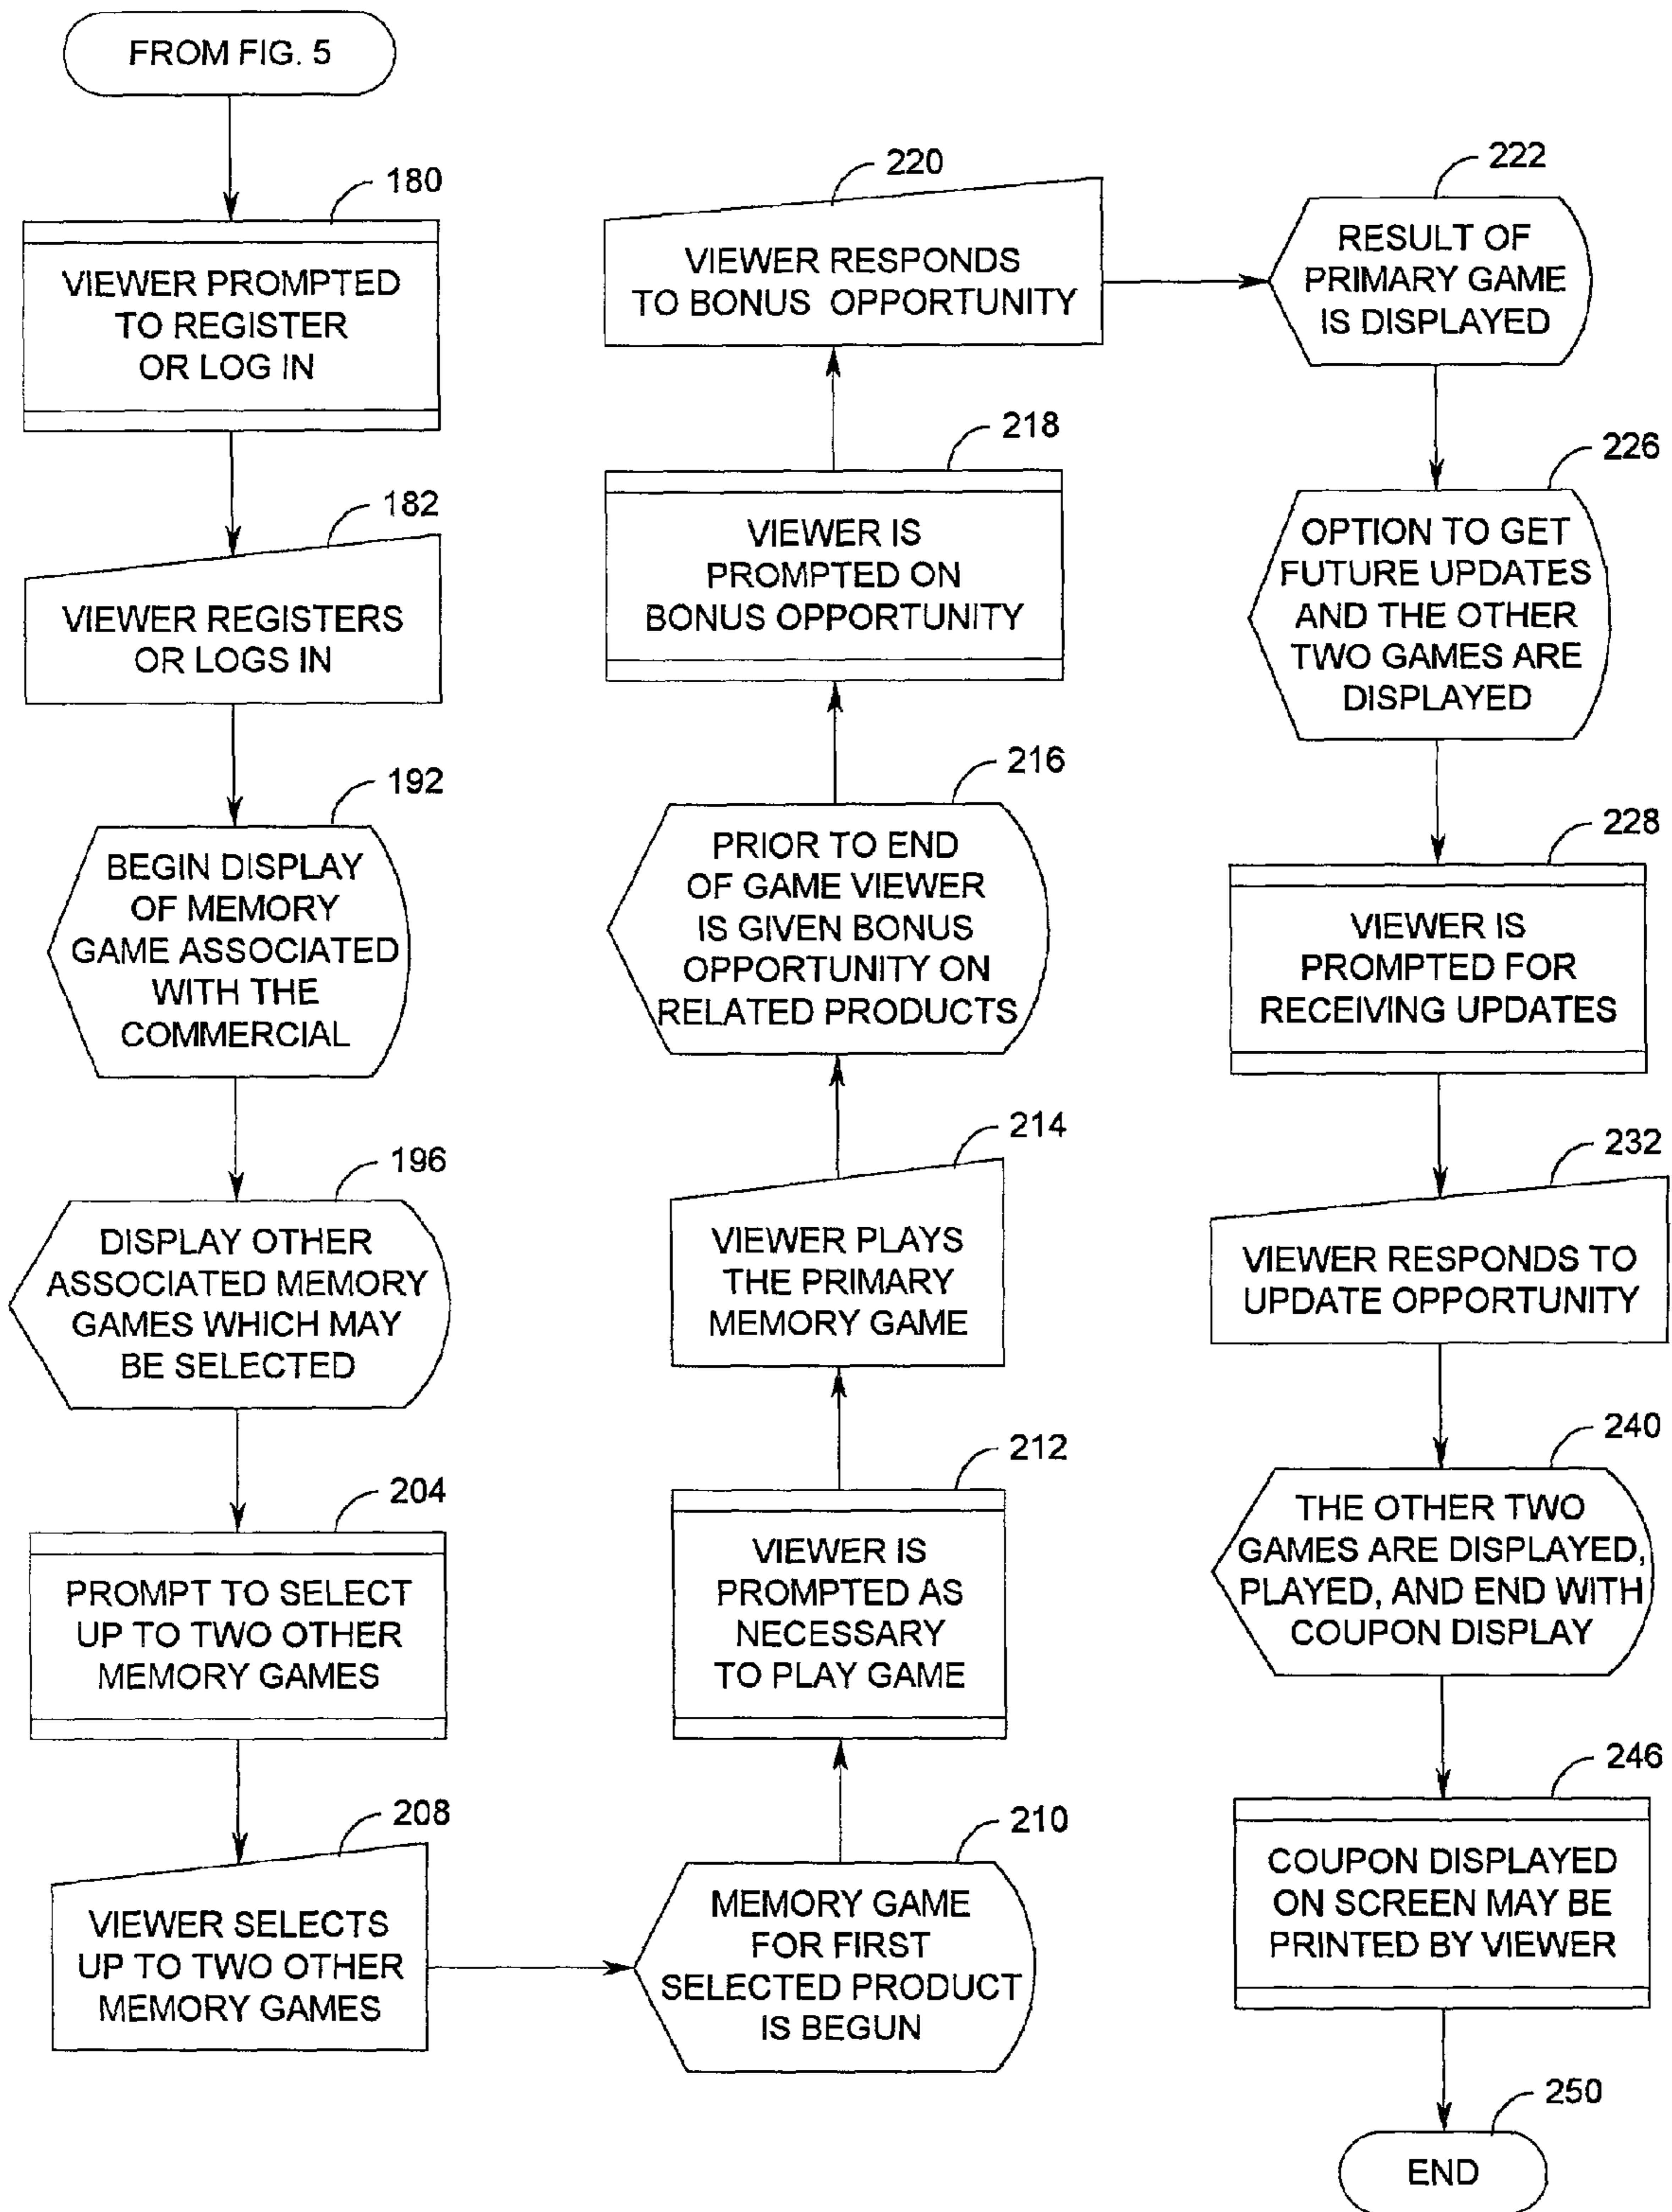 FROM FIG. 5
180
VIEWER PROMPTED
TO REGISTER
OR LOG IN
182
VIEWER REGISTERS
OR LOGS IN
192
BEGIN DISPLAY
OF MEMORY
GAME ASSOCIATED
WITH THE
COMMERCIAL
196
DISPLAY OTHER
ASSOCIATED MEMORY
GAMES WHICH MAY
BE SELECTED
204
PROMPT TO SELECT
UP TO TWO OTHER
MEMORY GAMES
208
VIEWER SELECTS
UP TO TWO OTHER
MEMORY GAMES
210
MEMORY GAME
FOR FIRST
SELECTED PRODUCT
IS BEGUN
212
VIEWER IS
PROMPTED AS
NECESSARY
TO PLAY GAME
214
VIEWER PLAYS
THE PRIMARY
MEMORY GAME
216
PRIOR TO END
OF GAME VIEWER
IS GIVEN BONUS
OPPORTUNITY ON
RELATED PRODUCTS
218
VIEWER IS
PROMPTED ON
BONUS OPPORTUNITY
220
VIEWER RESPONDS
TO BONUS OPPORTUNITY
222
RESULT OF
PRIMARY GAME
IS DISPLAYED
226
OPTION TO GET
FUTURE UPDATES
AND THE OTHER
TWO GAMES ARE
DISPLAYED
228
VIEWER IS
PROMPTED FOR
RECEIVING UPDATES
232
VIEWER RESPONDS TO
UPDATE OPPORTUNITY
240
THE OTHER TWO
GAMES ARE DISPLAYED,
PLAYED, AND END WITH
COUPON DISPLAY
246
COUPON DISPLAYED
ON SCREEN MAY BE
PRINTED BY VIEWER
250
END